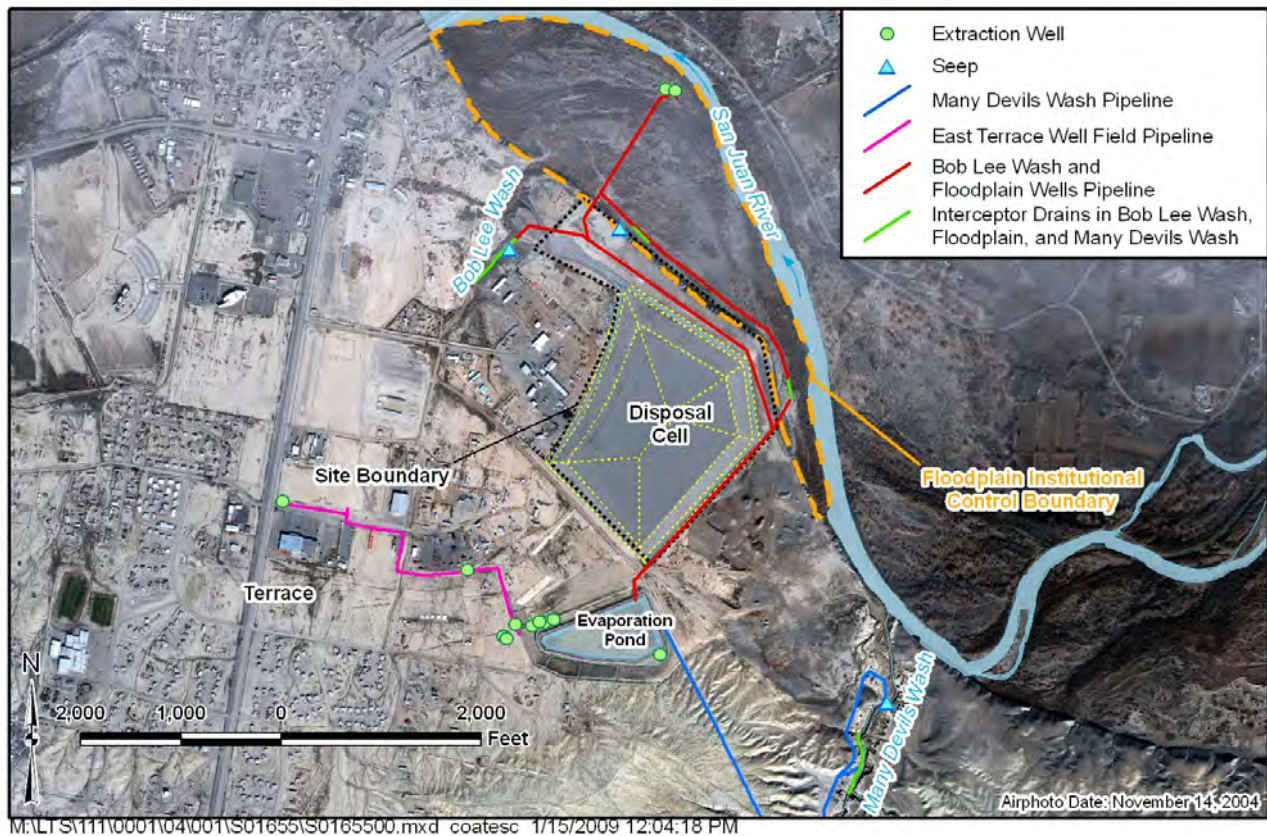 Extraction Well
Seep
Many Devils Wash Pipeline
East Terrace Well Field Pipeline
Bob Lee Wash and
Floodplain Wells Pipeline
Interceptor Drains in Bob Lee Wash,
Floodplain, and Many Devils Wash
San Juan River
Bob Lee Wash
Disposal
Cell
Site Boundary
Floodplain Institutional
Control Boundary
Terrace
Evaporation
Pond
Many Devils Wash
N
2,000 1,000 0 2,000
Feet
Airphoto Date: November 14, 2004
M:\LTS\111\0001\04\001\S01655\S0165500.mxd coatesc 1/15/2009 12:04:18 PM